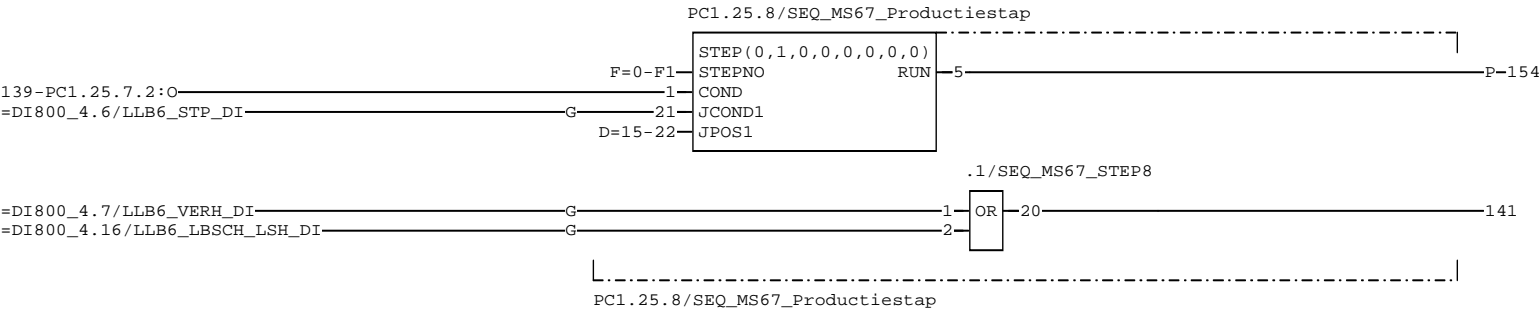 PC1.25.8/SEQ_MS67_Productiestap
STEP(0,1,0,0,0,0,0,0)
F=0-F1 STEPNO RUN 5 P-154
139-PC1.25.7.2:O 1 COND
=DI800_4.6/LLB6_STP_DI G 21 JCOND1
D=15-22 JPOS1
.1/SEQ_MS67_STEP8
=DI800_4.7/LLB6_VERH_DI G 1 OR 20 141
=DI800_4.16/LLB6_LBSCH_LSH_DI G 2
PC1.25.8/SEQ_MS67_Productiestap